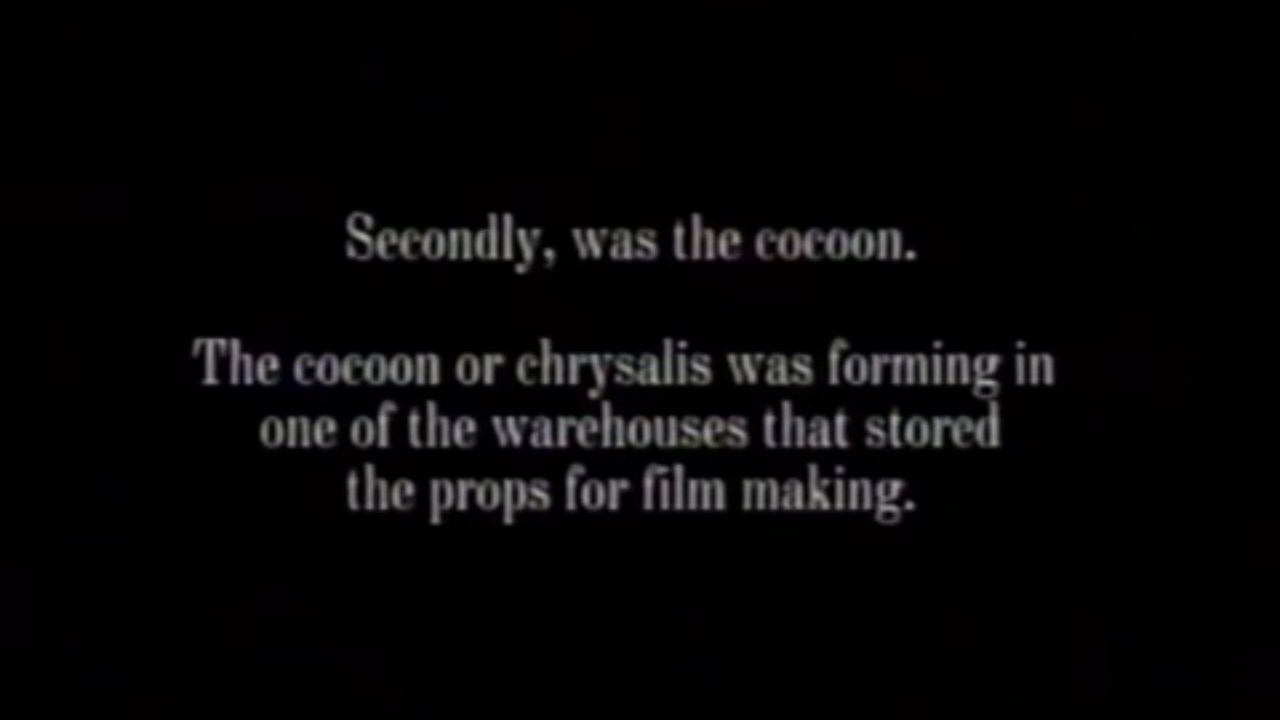 Secondly, was the cocoon.
The cocoon or chrysalis was forming in
one of the warehouses that stored
the props for film making.